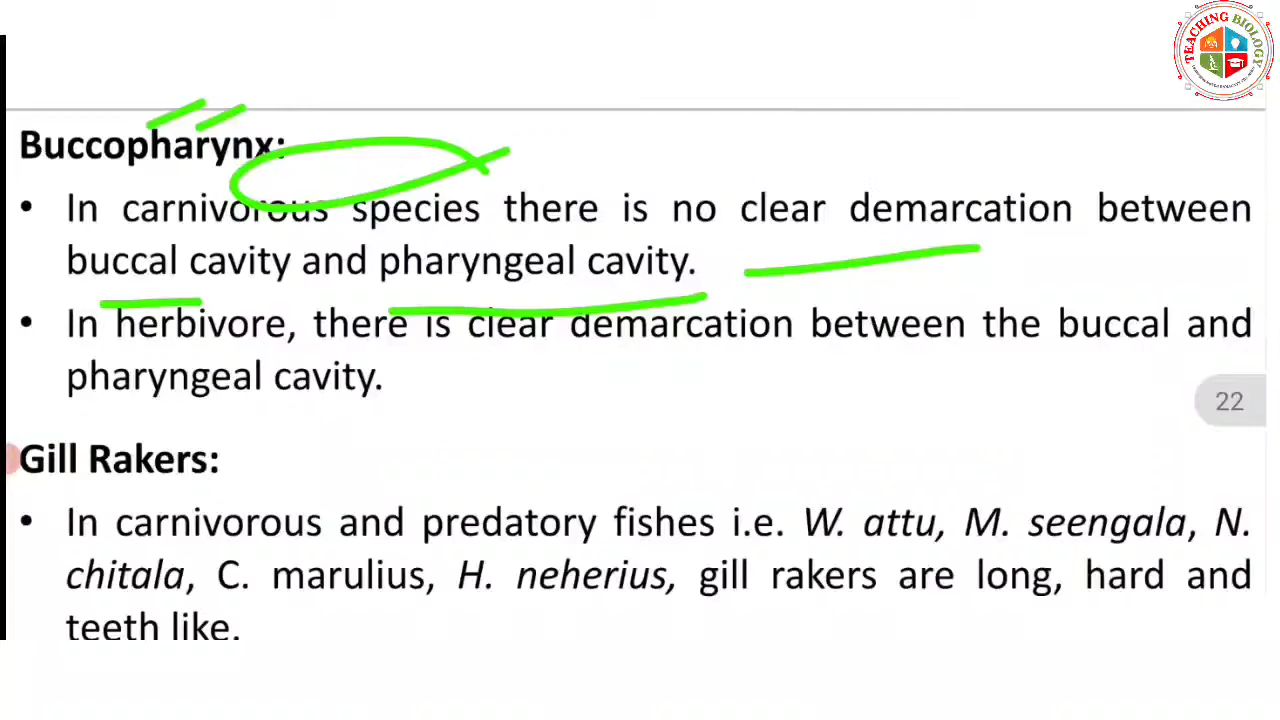 TEACHING BIOLOGY
Buccopharynx:
• In carnivorous species there is no clear demarcation between
buccal cavity and pharyngeal cavity.
• In herbivore, there is clear demarcation between the buccal and
pharyngeal cavity.
22
Gill Rakers:
• In carnivorous and predatory fishes i.e. W. attu, M. seengala, N.
chitala, C. marulius, H. neherius, gill rakers are long, hard and
teeth like.